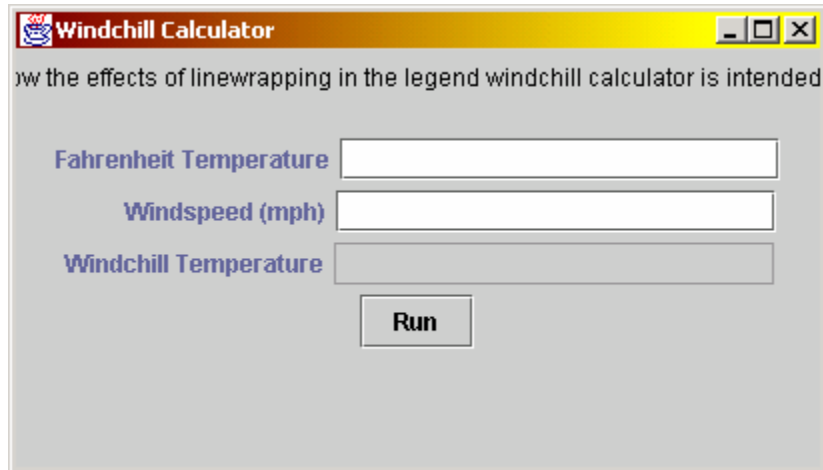 Windchill Calculator
ow the effects of linewrapping in the legend windchill calculator is intended
Fahrenheit Temperature
Windspeed (mph)
Windchill Temperature
Run